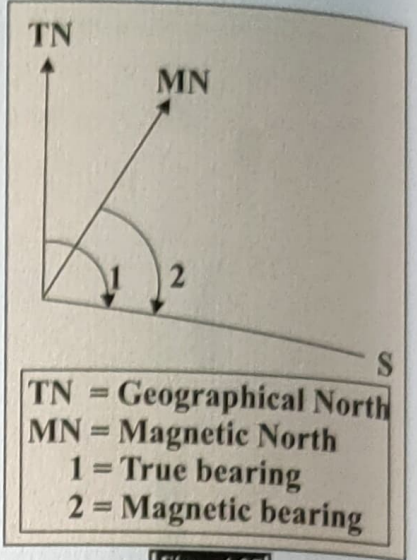 TN
MN
1
2
S
TN = Geographical North
MN = Magnetic North
1 = True bearing
2 = Magnetic bearing